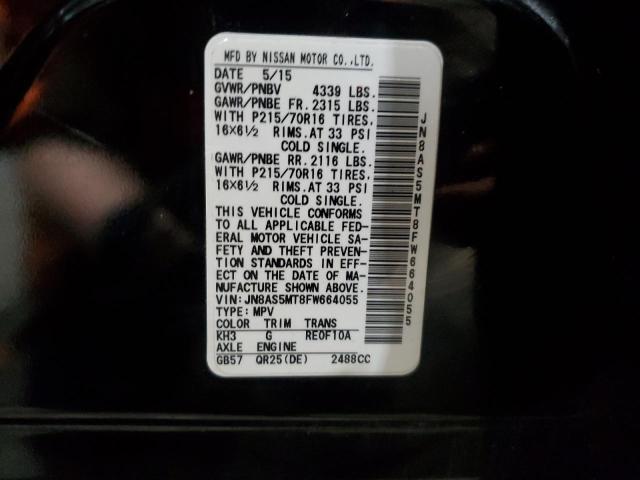 MFD BY NISSAN MOTOR CO.,LTD.
DATE 5/15
GVWR/PNBV 4339 LBS.
GAWR/PNBE FR. 2315 LBS.
WITH P215/70R16 TIRES,
16×6½ RIMS.AT 33 PSI
COLD SINGLE.
GAWR/PNBE RR. 2116 LBS.
WITH P215/70R16 TIRES,
16×6½ RIMS.AT 33 PSI
COLD SINGLE.
THIS VEHICLE CONFORMS
TO ALL APPLICABLE FED-
ERAL MOTOR VEHICLE SA-
FETY AND THEFT PREVEN-
TION STANDARDS IN EFF-
ECT ON THE DATE OF MA-
NUFACTURE SHOWN ABOVE.
VIN: JN8AS5MT8FW664055
TYPE: MPV
COLOR TRIM TRANS
KH3 G RE0F10A
AXLE ENGINE
GB57 QR25(DE) 2488CC
JN8AS5MT8FW664055